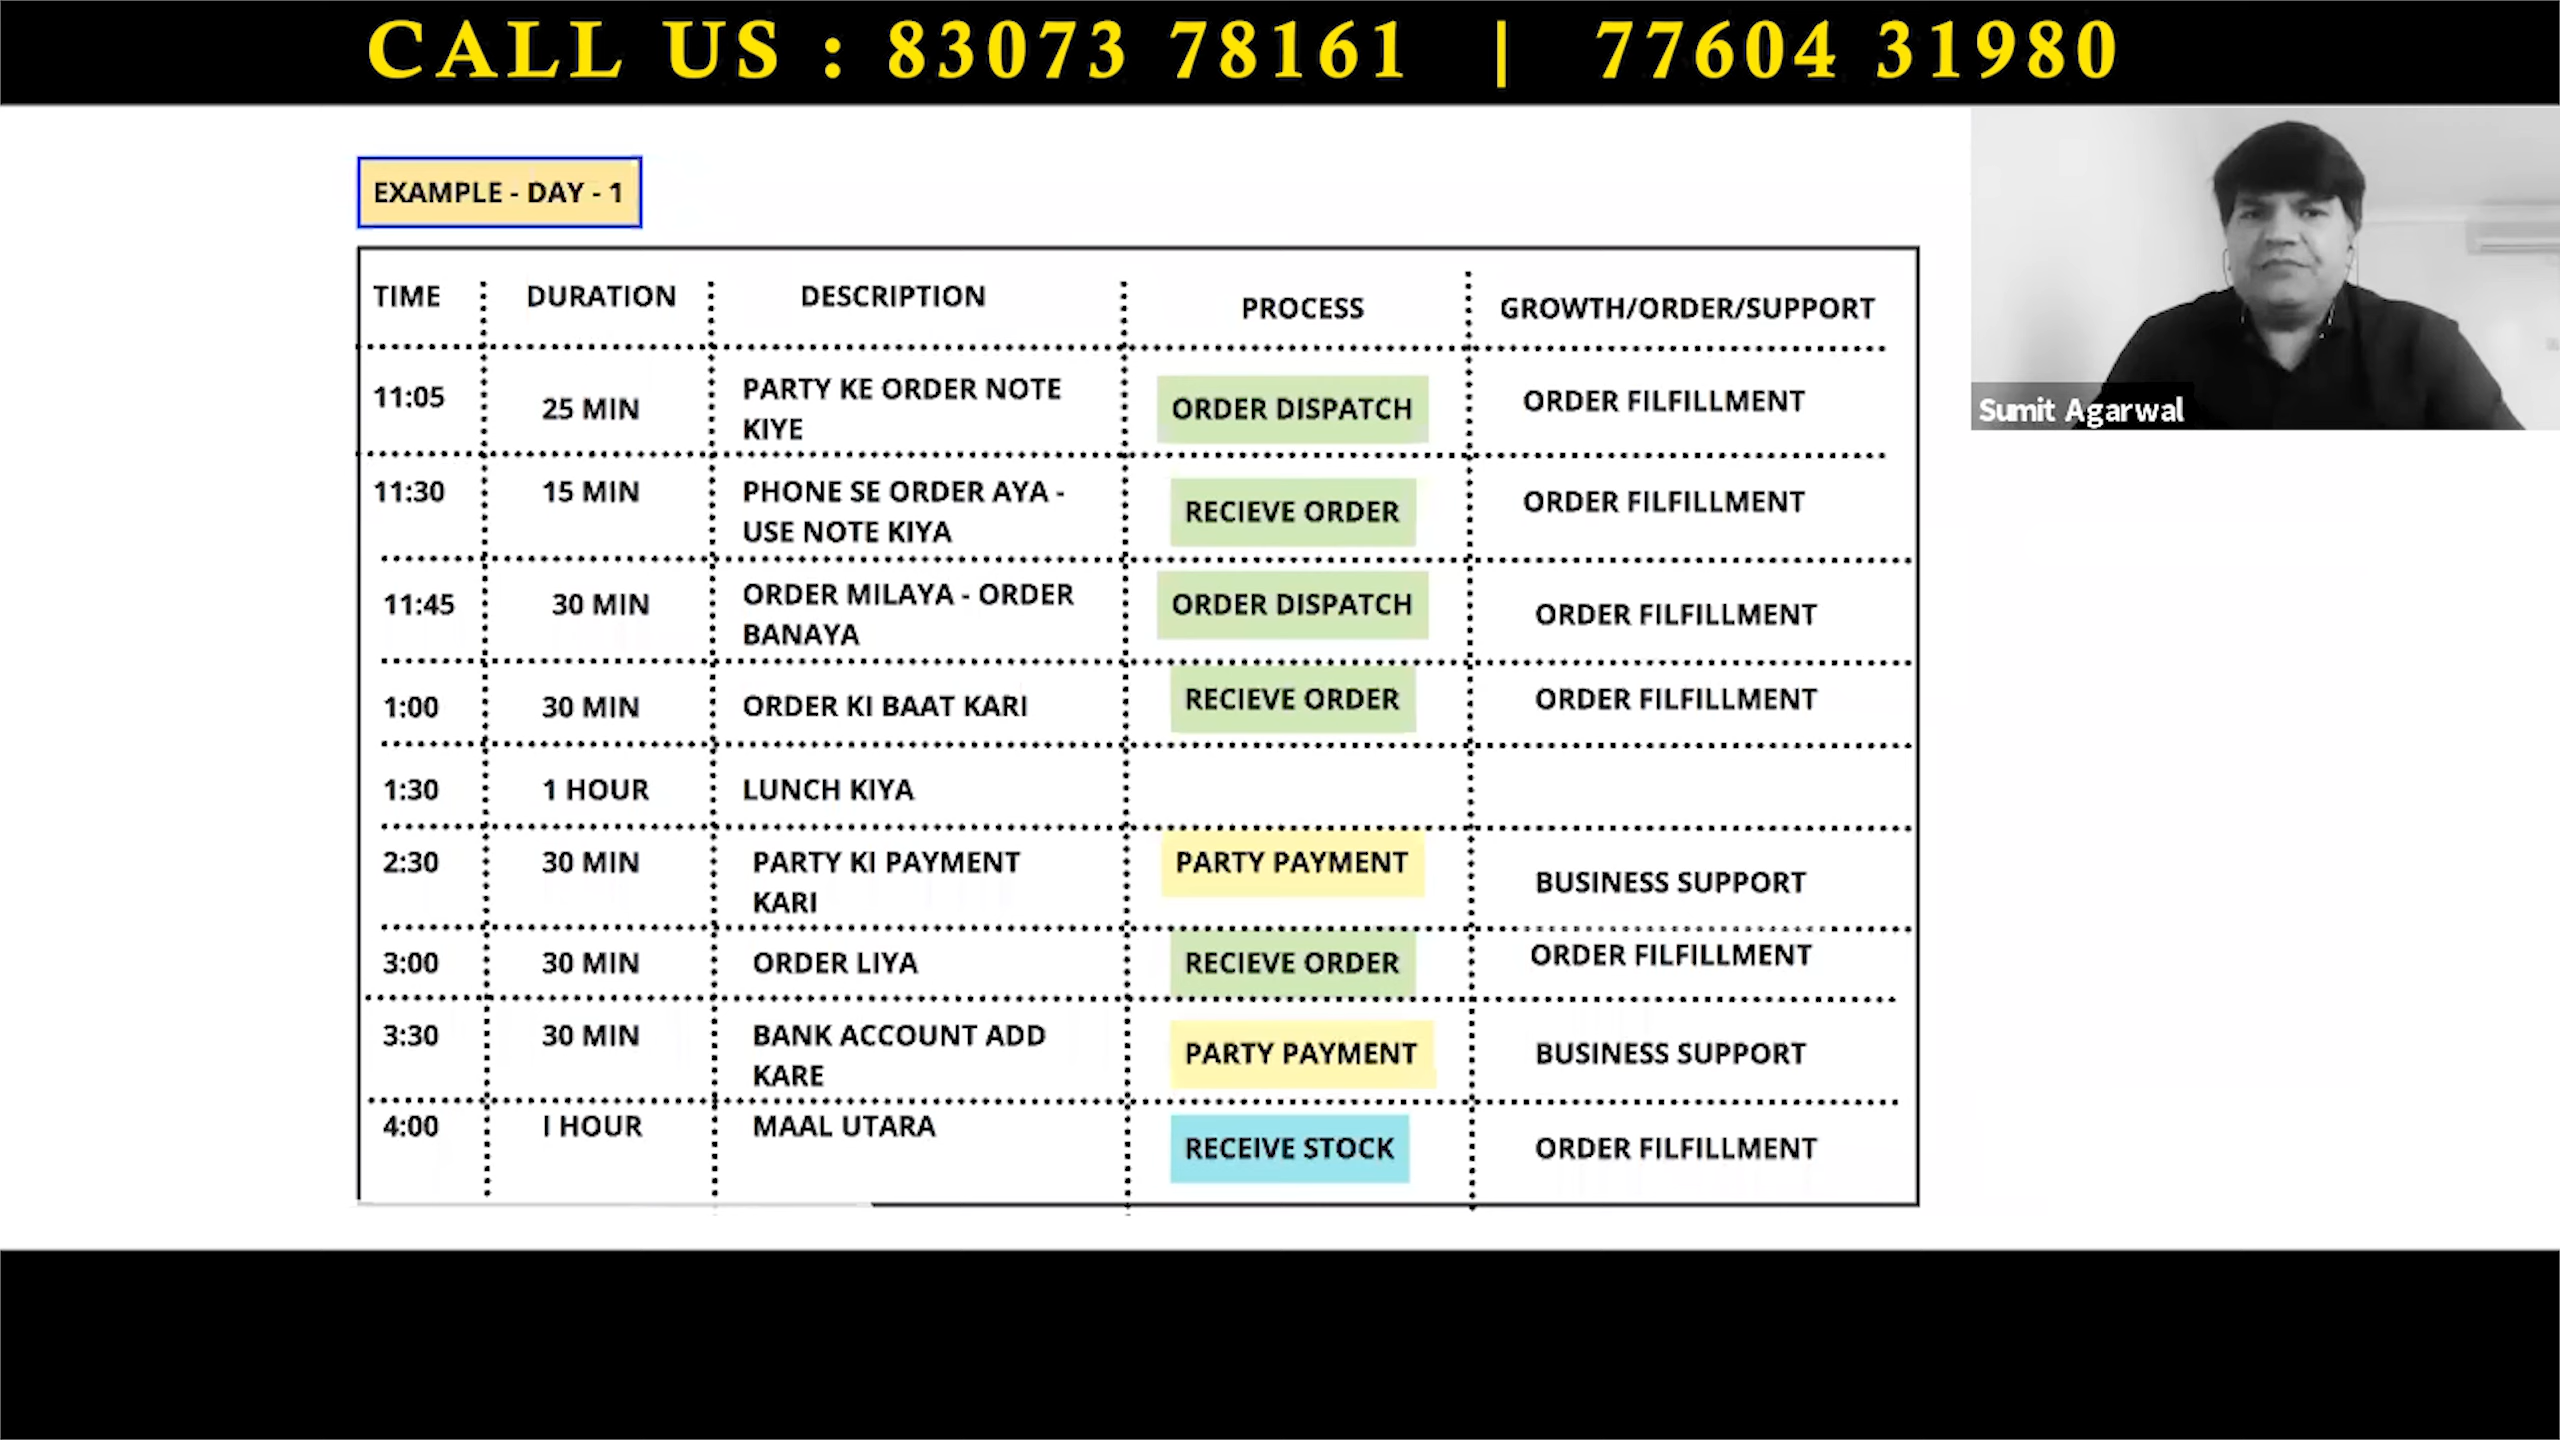 CALL US : 83073 78161 | 77604 31980
EXAMPLE - DAY - 1
TIME DURATION DESCRIPTION PROCESS GROWTH/ORDER/SUPPORT
11:05 25 MIN PARTY KE ORDER NOTE
KIYE ORDER DISPATCH ORDER FILFILLMENT
11:30 15 MIN PHONE SE ORDER AYA -
USE NOTE KIYA RECIEVE ORDER ORDER FILFILLMENT
11:45 30 MIN ORDER MILAYA - ORDER
BANAYA ORDER DISPATCH ORDER FILFILLMENT
1:00 30 MIN ORDER KI BAAT KARI RECIEVE ORDER ORDER FILFILLMENT
1:30 1 HOUR LUNCH KIYA
2:30 30 MIN PARTY KI PAYMENT
KARI PARTY PAYMENT BUSINESS SUPPORT
3:00 30 MIN ORDER LIYA RECIEVE ORDER ORDER FILFILLMENT
3:30 30 MIN BANK ACCOUNT ADD
KARE PARTY PAYMENT BUSINESS SUPPORT
4:00 I HOUR MAAL UTARA RECEIVE STOCK ORDER FILFILLMENT
Sumit Agarwal